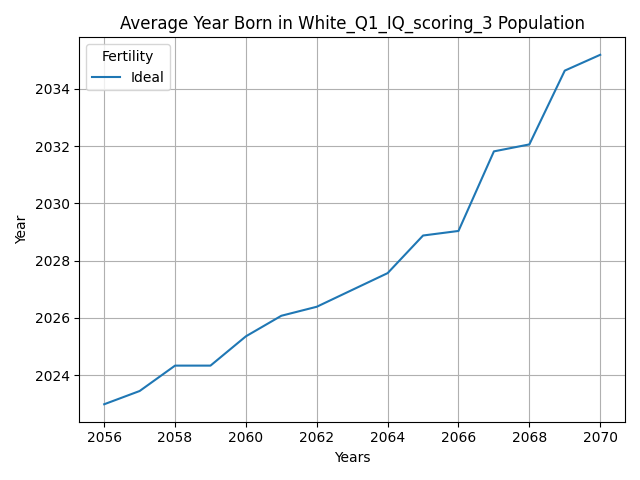 Average Year Born in White_Q1_IQ_scoring_3 Population
Fertility
Ideal
2034
2032
2030
2028
2026
2024
Year
2056 2058 2060 2062 2064 2066 2068 2070
Years